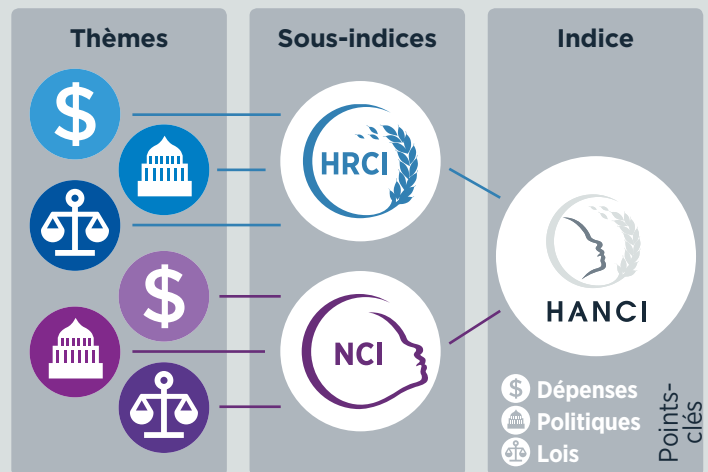 Thèmes
Sous-indices
Indice
$
HRCI
$
NCI
HANCI
$ Dépenses
Politiques
Lois
Points-
clés